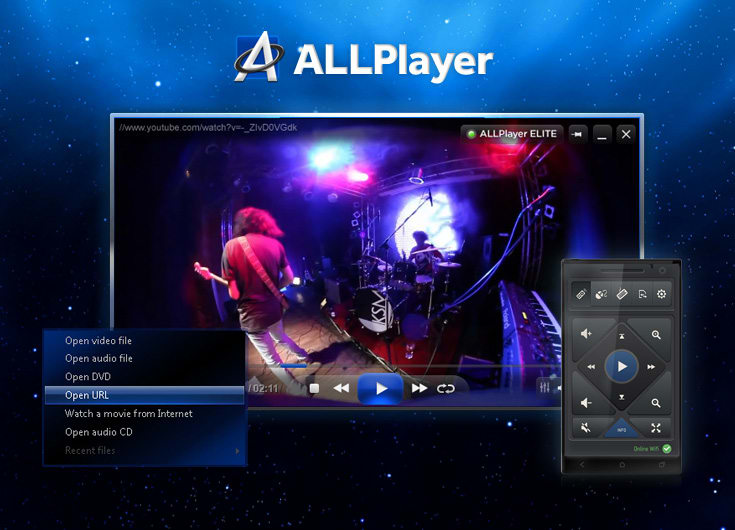 ALLPlayer
//www.youtube.com/watch?v=-_ZIvD0VGdk
ALLPlayer ELITE
KSM
Open video file
Open audio file
Open DVD
Open URL
Watch a movie from Internet
Open audio CD
Recent files
/ 02:11
INFO
Online Wifi